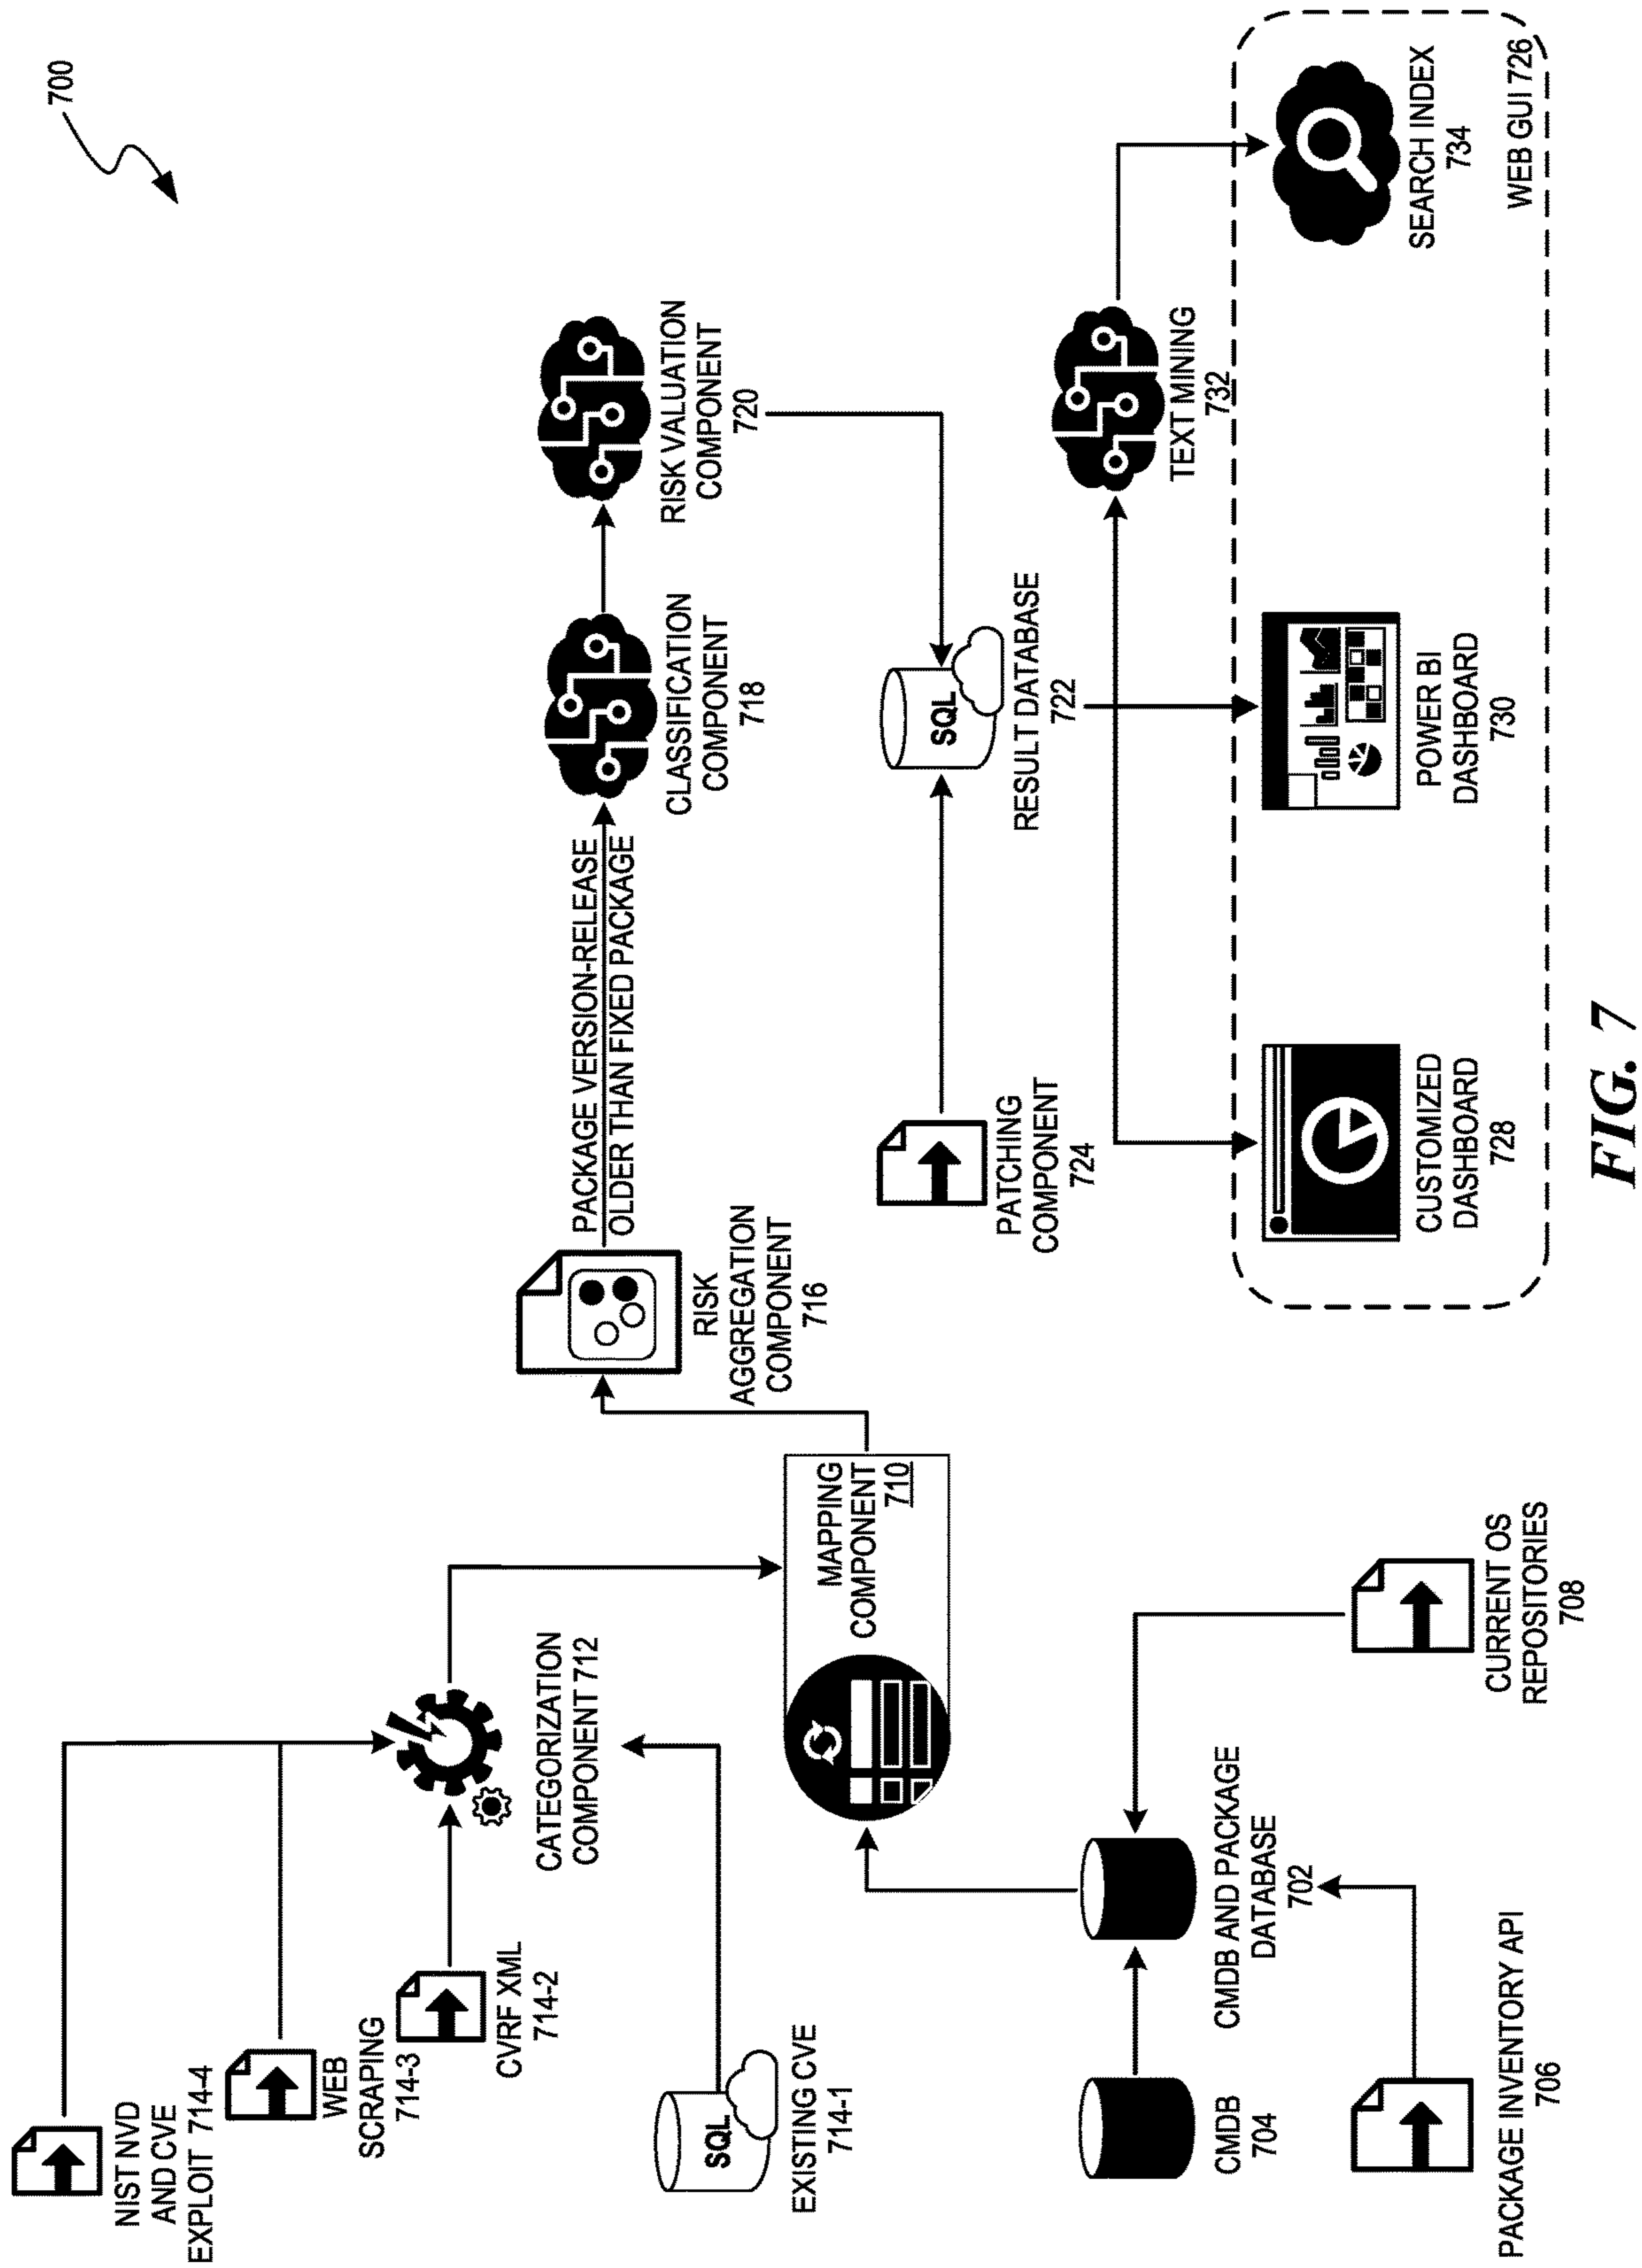 700
NIST NVD
AND CVE
EXPLOIT 714-4
WEB
SCRAPING
714-3
CVRF XML
714-2
SQL
EXISTING CVE
714-1
CATEGORIZATION
COMPONENT 712
CMDB
704
PACKAGE INVENTORY API
706
CMDB AND PACKAGE
DATABASE
702
CURRENT OS
REPOSITORIES
708
MAPPING
COMPONENT
710
RISK
AGGREGATION
COMPONENT
716
PACKAGE VERSION-RELEASE
OLDER THAN FIXED PACKAGE
CLASSIFICATION
COMPONENT
718
RISK VALUATION
COMPONENT
720
PATCHING
COMPONENT
724
SQL
RESULT DATABASE
722
TEXT MINING
732
CUSTOMIZED
DASHBOARD
728
POWER BI
DASHBOARD
730
SEARCH INDEX
734
WEB GUI 726
FIG. 7